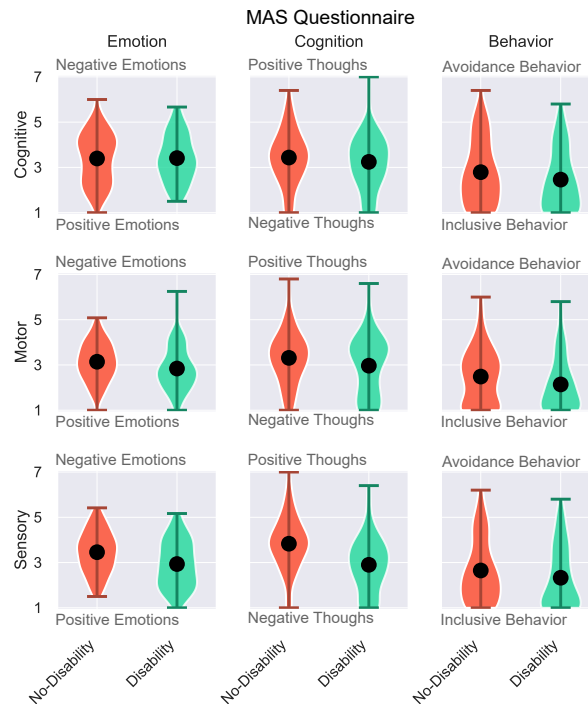 MAS Questionnaire
Emotion Cognition Behavior
Negative Emotions Positive Thoughs Avoidance Behavior
Cognitive
7
5
3
1
Positive Emotions Negative Thoughs Inclusive Behavior
Negative Emotions Positive Thoughs Avoidance Behavior
Motor
7
5
3
1
Positive Emotions Negative Thoughs Inclusive Behavior
Negative Emotions Positive Thoughs Avoidance Behavior
Sensory
7
5
3
1
Positive Emotions Negative Thoughs Inclusive Behavior
No-Disability Disability No-Disability Disability No-Disability Disability